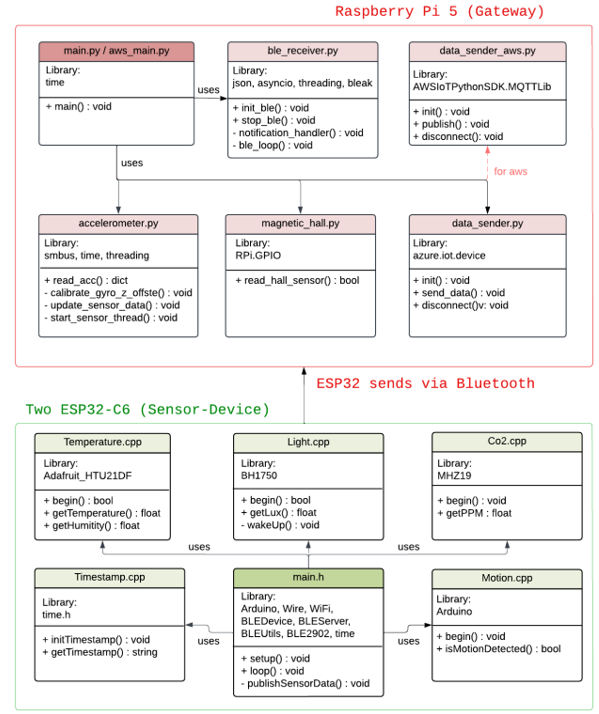 Raspberry Pi 5 (Gateway)
main.py / aws_main.py
Library:
time
+ main() : void
uses
ble_receiver.py
Library:
json, asyncio, threading, bleak
+ init_ble() : void
+ stop_ble() : void
- notification_handler() : void
- ble_loop() : void
data_sender_aws.py
Library:
AWSIoTPythonSDK.MQTTLib
+ init() : void
+ publish() : void
+ disconnect(): void
uses
for aws
accelerometer.py
Library:
smbus, time, threading
+ read_acc() : dict
- calibrate_gyro_z_offste() : void
- update_sensor_data() : void
- start_sensor_thread() : void
magnetic_hall.py
Library:
RPi.GPIO
+ read_hall_sensor() : bool
data_sender.py
Library:
azure.iot.device
+ init() : void
+ send_data() : void
+ disconnect()v: void
ESP32 sends via Bluetooth
Two ESP32-C6 (Sensor-Device)
Temperature.cpp
Library:
Adafruit_HTU21DF
+ begin() : bool
+ getTemperature() : float
+ getHumitity() : float
Light.cpp
Library:
BH1750
+ begin() : bool
+ getLux() : float
- wakeUp() : void
Co2.cpp
Library:
MHZ19
+ begin() : void
+ getPPM : float
uses
uses
Timestamp.cpp
Library:
time.h
+ initTimestamp() : void
+ getTimestamp() : string
uses
main.h
Library:
Arduino, Wire, WiFi,
BLEDevice, BLEServer,
BLEUtils, BLE2902, time
+ setup() : void
+ loop() : void
- publishSensorData() : void
uses
Motion.cpp
Library:
Arduino
+ begin() : void
+ isMotionDetected() : bool